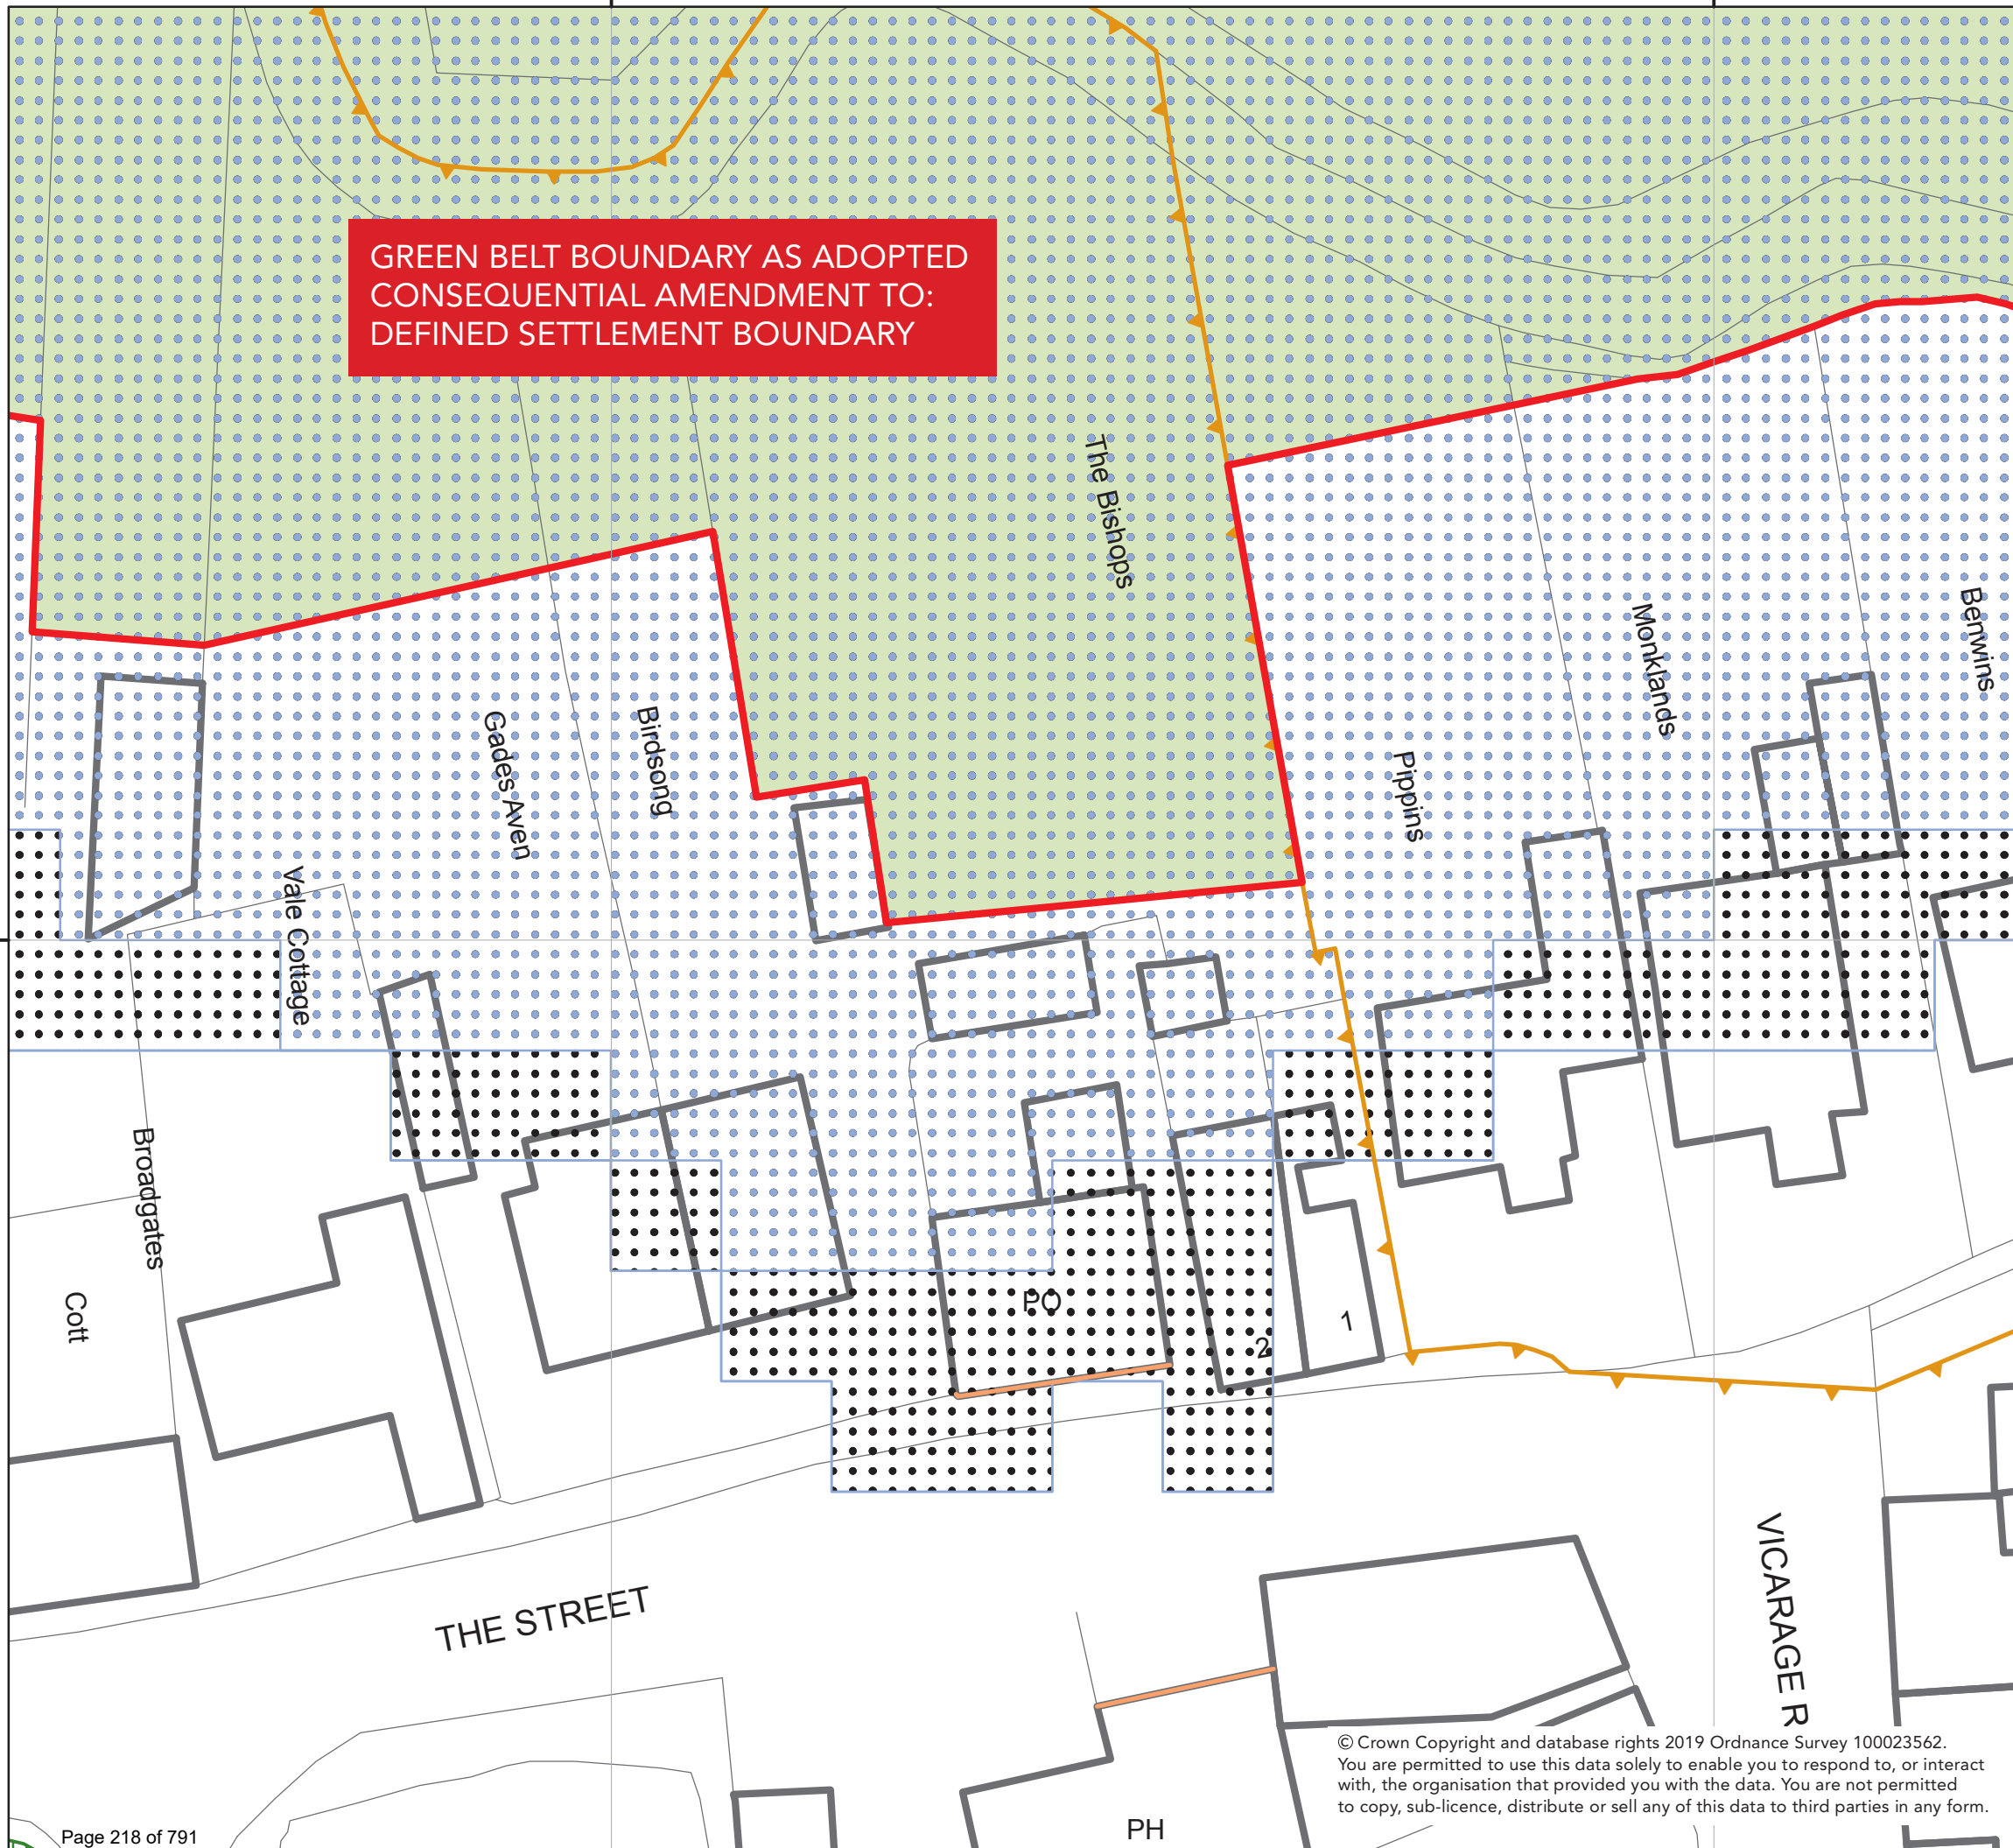 GREEN BELT BOUNDARY AS ADOPTED
CONSEQUENTIAL AMENDMENT TO:
DEFINED SETTLEMENT BOUNDARY
The Bishops
Benwins
Monklands
Pippins
Birdsong
Gades Aven
Vale Cottage
Broadgates
Cott
PO
2
1
THE STREET
VICARAGE R
PH
© Crown Copyright and database rights 2019 Ordnance Survey 100023562.
You are permitted to use this data solely to enable you to respond to, or interact
with, the organisation that provided you with the data. You are not permitted
to copy, sub-licence, distribute or sell any of this data to third parties in any form.
Page 218 of 791